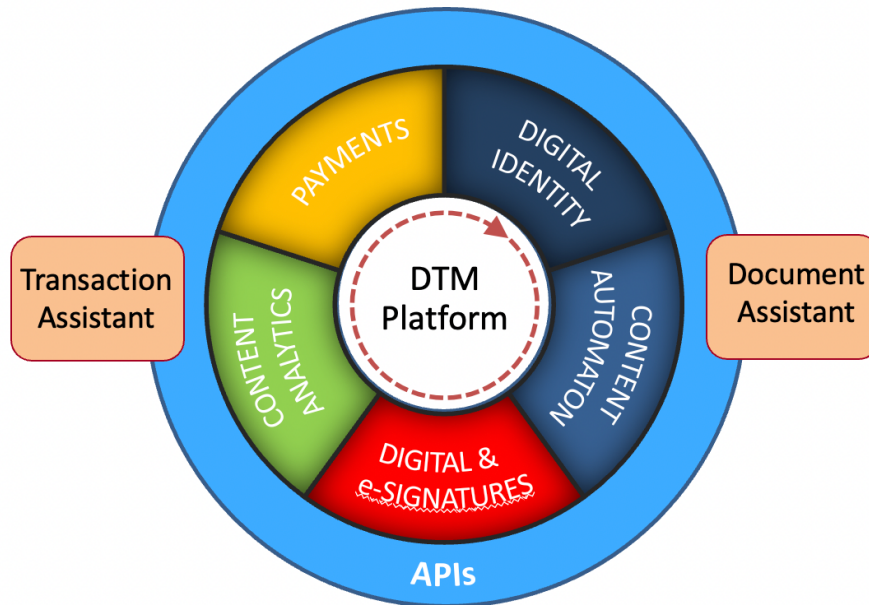 PAYMENTS
DIGITAL
IDENTITY
Transaction
Assistant
DTM
Platform
Document
Assistant
CONTENT
ANALYTICS
CONTENT
AUTOMATON
DIGITAL &
e-SIGNATURES
APIs